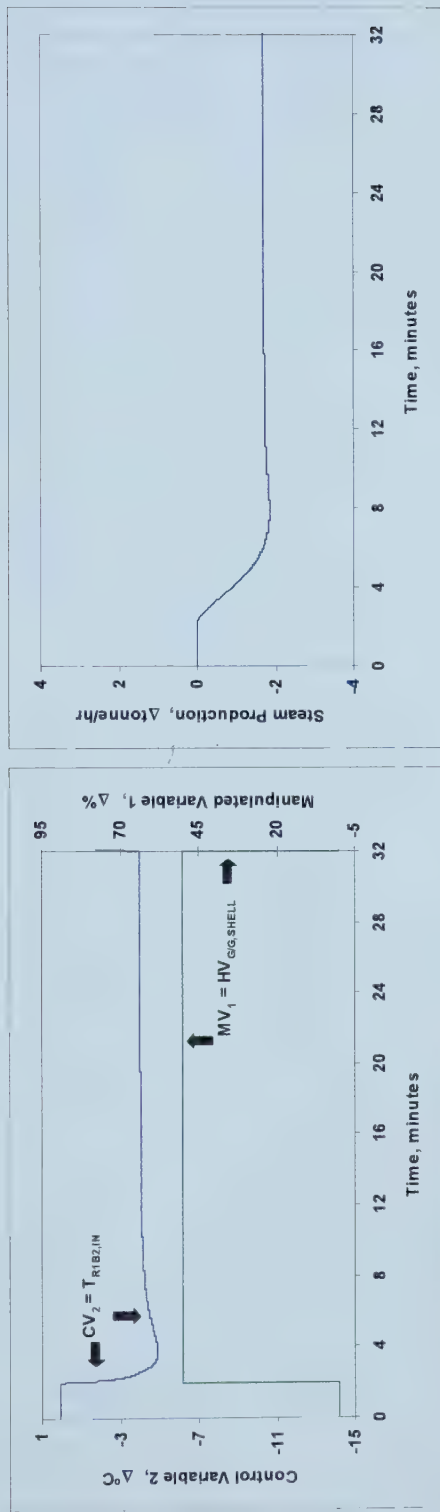 Control Variable 2, Δ°C
1
-3
-7
-11
-15
CV₂ = T_R1B2,IN
MV₁ = HV_G/G,SHELL
0 4 8 12 16 20 24 28 32
Time, minutes
95
70
45
20
-5
Manipulated Variable 1, Δ%
Steam Production, Δtonne/hr
4
2
0
-2
-4
0 4 8 12 16 20 24 28 32
Time, minutes